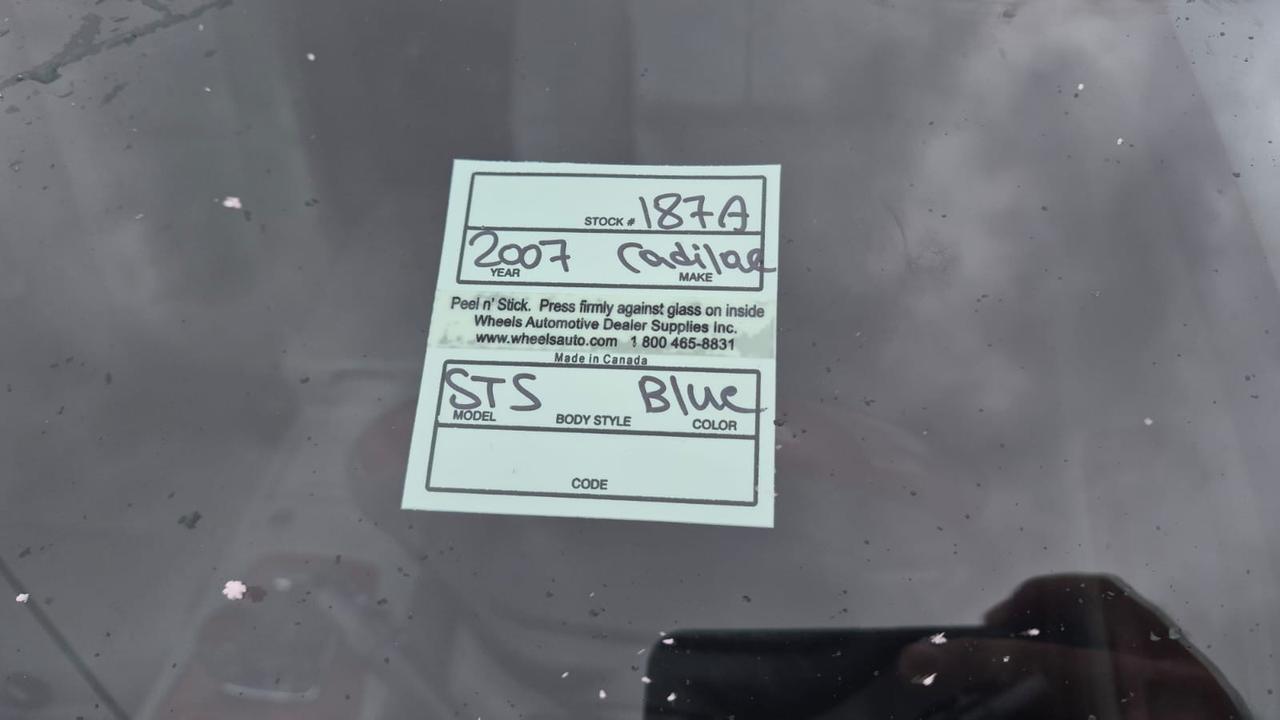 STOCK # 187A
2007 Cadilac
YEAR MAKE
Peel n' Stick. Press firmly against glass on inside
Wheels Automotive Dealer Supplies Inc.
www.wheelsauto.com 1 800 465-8831
Made in Canada
STS Blue
MODEL BODY STYLE COLOR
CODE